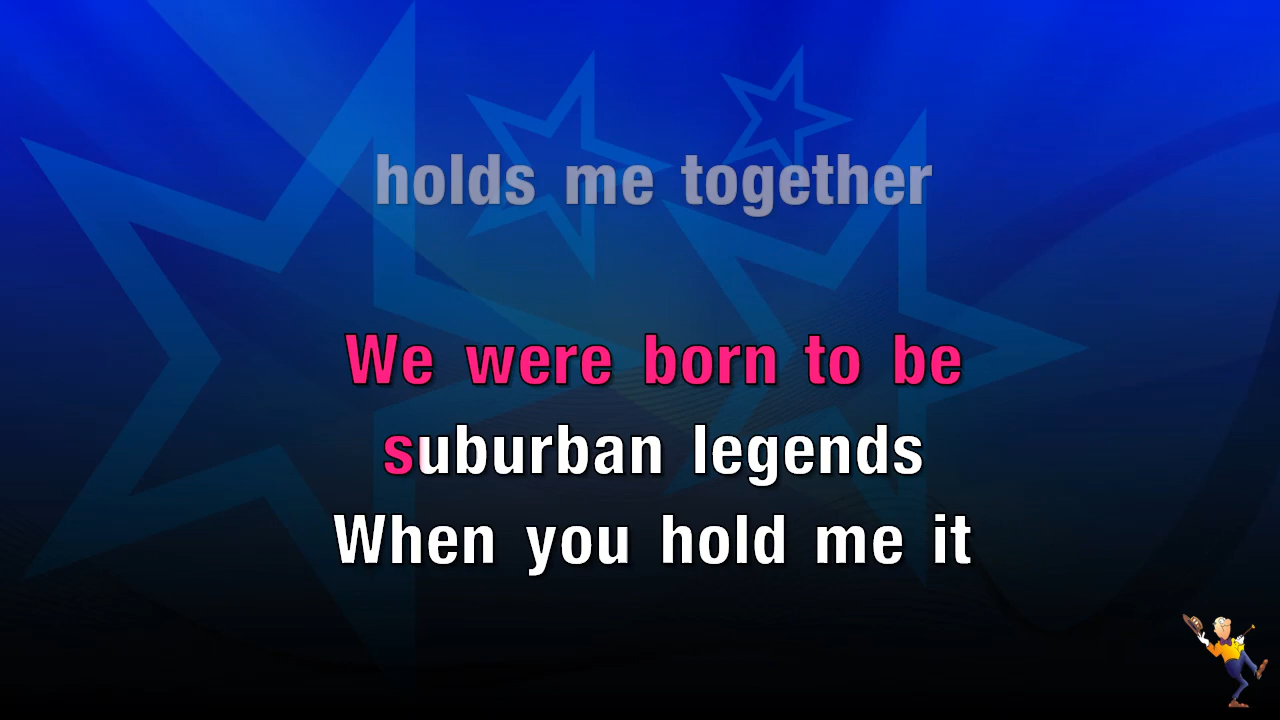 holds me together
We were born to be
suburban legends
When you hold me it